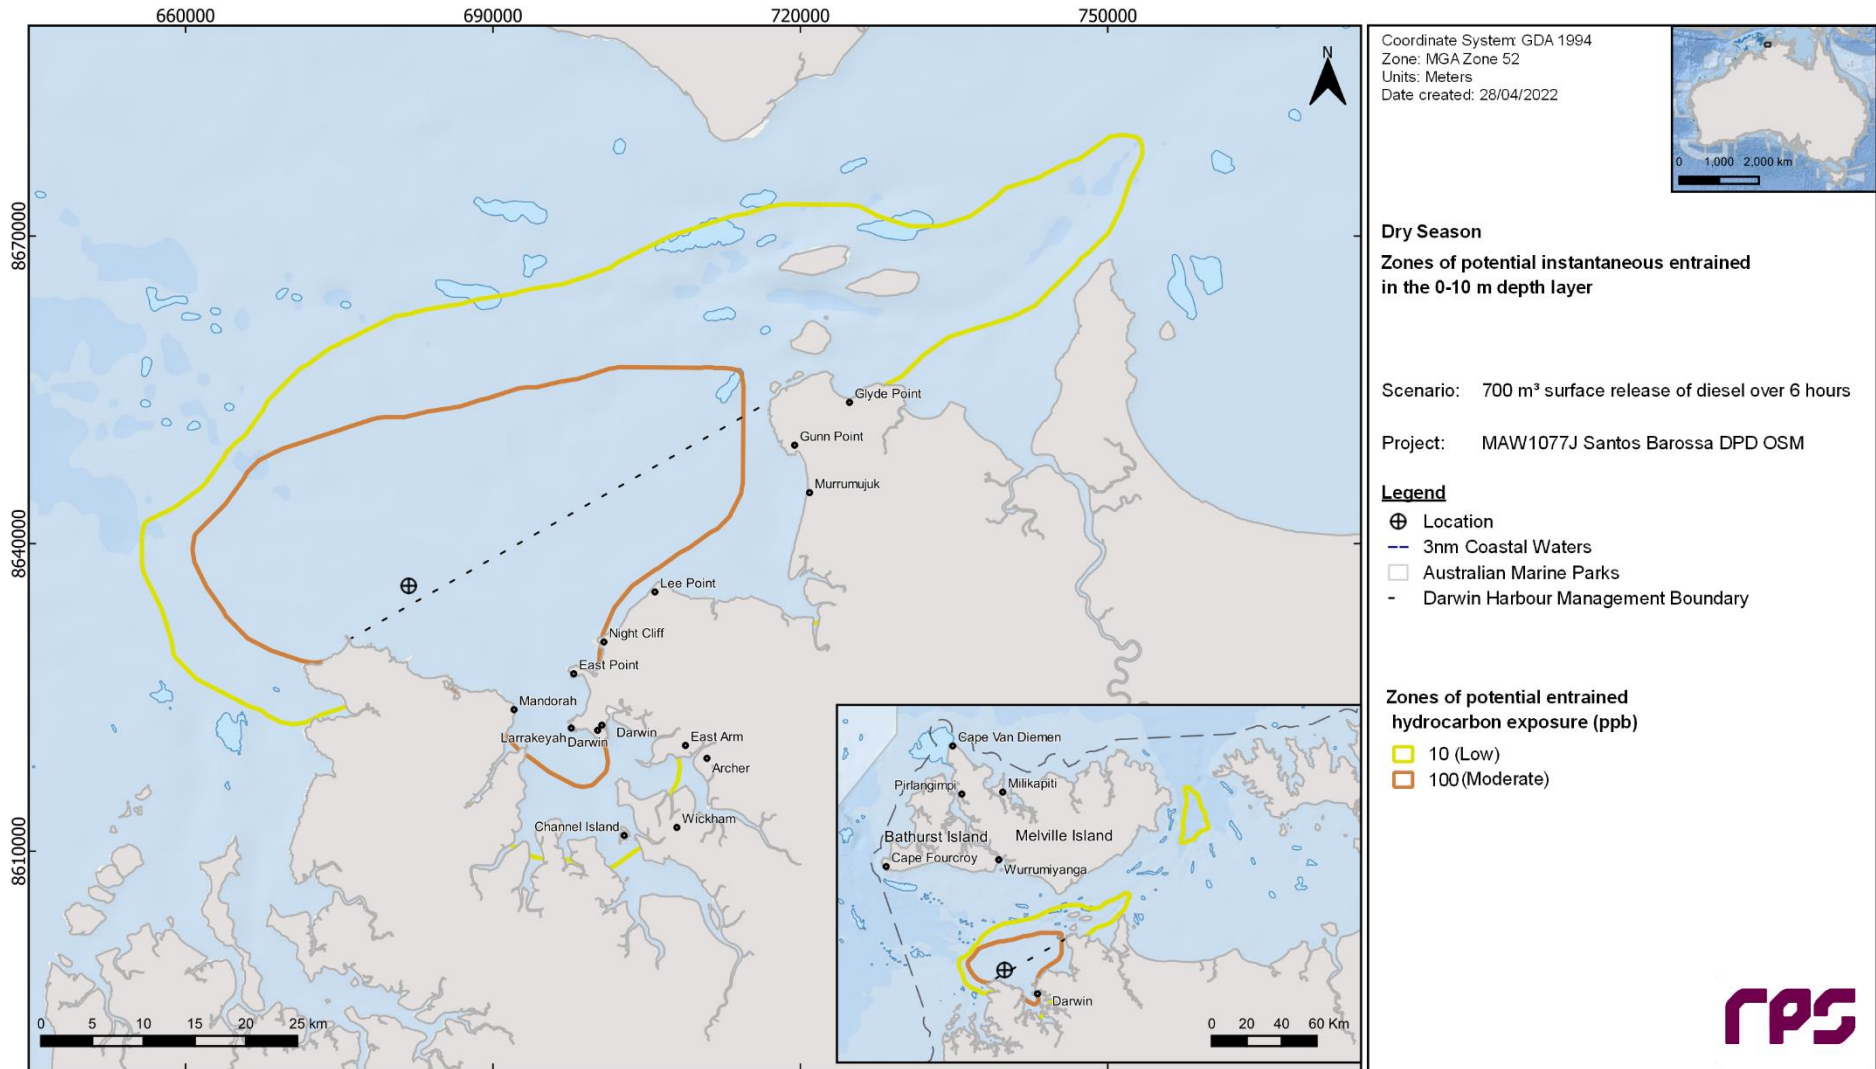 660000
690000
720000
750000
8670000
8640000
8610000
N
Glyde Point
Gunn Point
Murrumujuk
Lee Point
Night Cliff
East Point
Mandorah
Larrakeyah
Darwin
Darwin
East Arm
Archer
Wickham
Channel Island
0 5 10 15 20 25 km
Cape Van Diemen
Pirlangimpi
Milikapiti
Bathurst Island
Melville Island
Cape Fourcroy
Wurrumiyanga
Darwin
0 20 40 60 Km
Coordinate System: GDA 1994
Zone: MGA Zone 52
Units: Meters
Date created: 28/04/2022
0 1,000 2,000 km
Dry Season
Zones of potential instantaneous entrained
in the 0-10 m depth layer
Scenario: 700 m³ surface release of diesel over 6 hours
Project: MAW1077J Santos Barossa DPD OSM
Legend
Location
3nm Coastal Waters
Australian Marine Parks
Darwin Harbour Management Boundary
Zones of potential entrained
hydrocarbon exposure (ppb)
10 (Low)
100 (Moderate)
rps